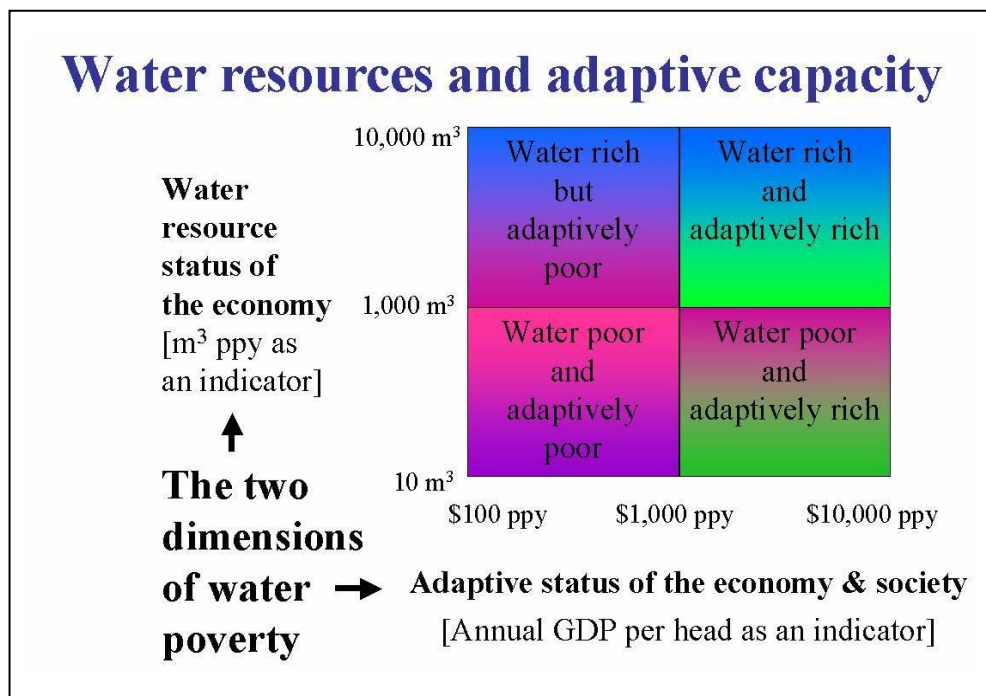 Water resources and adaptive capacity
10,000 m³
Water rich
but
adaptively
poor
Water rich
and
adaptively rich
Water
resource
status of
the economy
[m³ ppy as
an indicator]
1,000 m³
Water poor
and
adaptively
poor
Water poor
and
adaptively rich
10 m³
$100 ppy
$1,000 ppy
$10,000 ppy
The two
dimensions
of water
poverty
Adaptive status of the economy & society
[Annual GDP per head as an indicator]